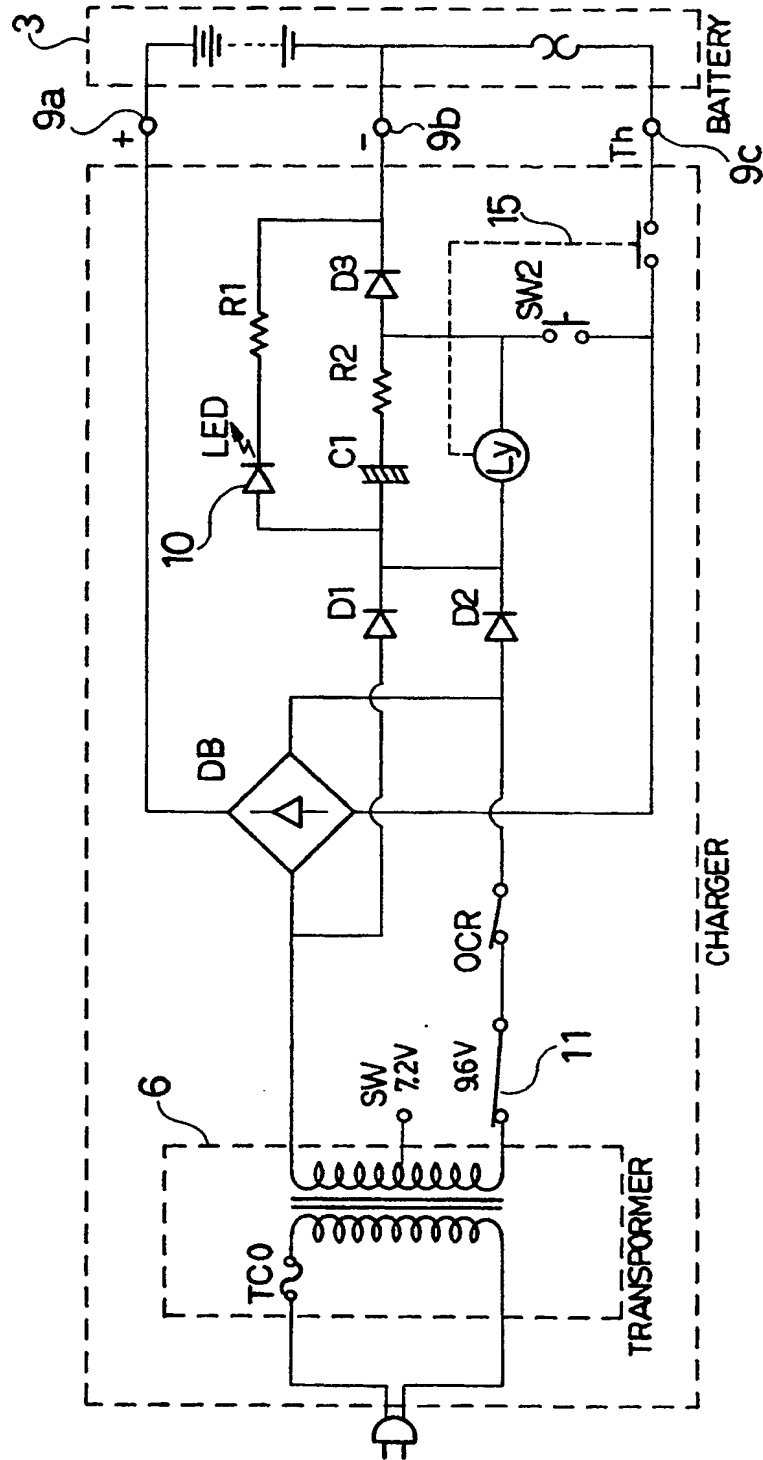 3
BATTERY
9a
+
9b
−
9c
Th
15
R1
D3
SW2
R2
LED
C1
Ly
10
D1
D2
DB
CHARGER
OCR
SW
7.2V
9.6V
11
6
TC0
TRANSPORMER